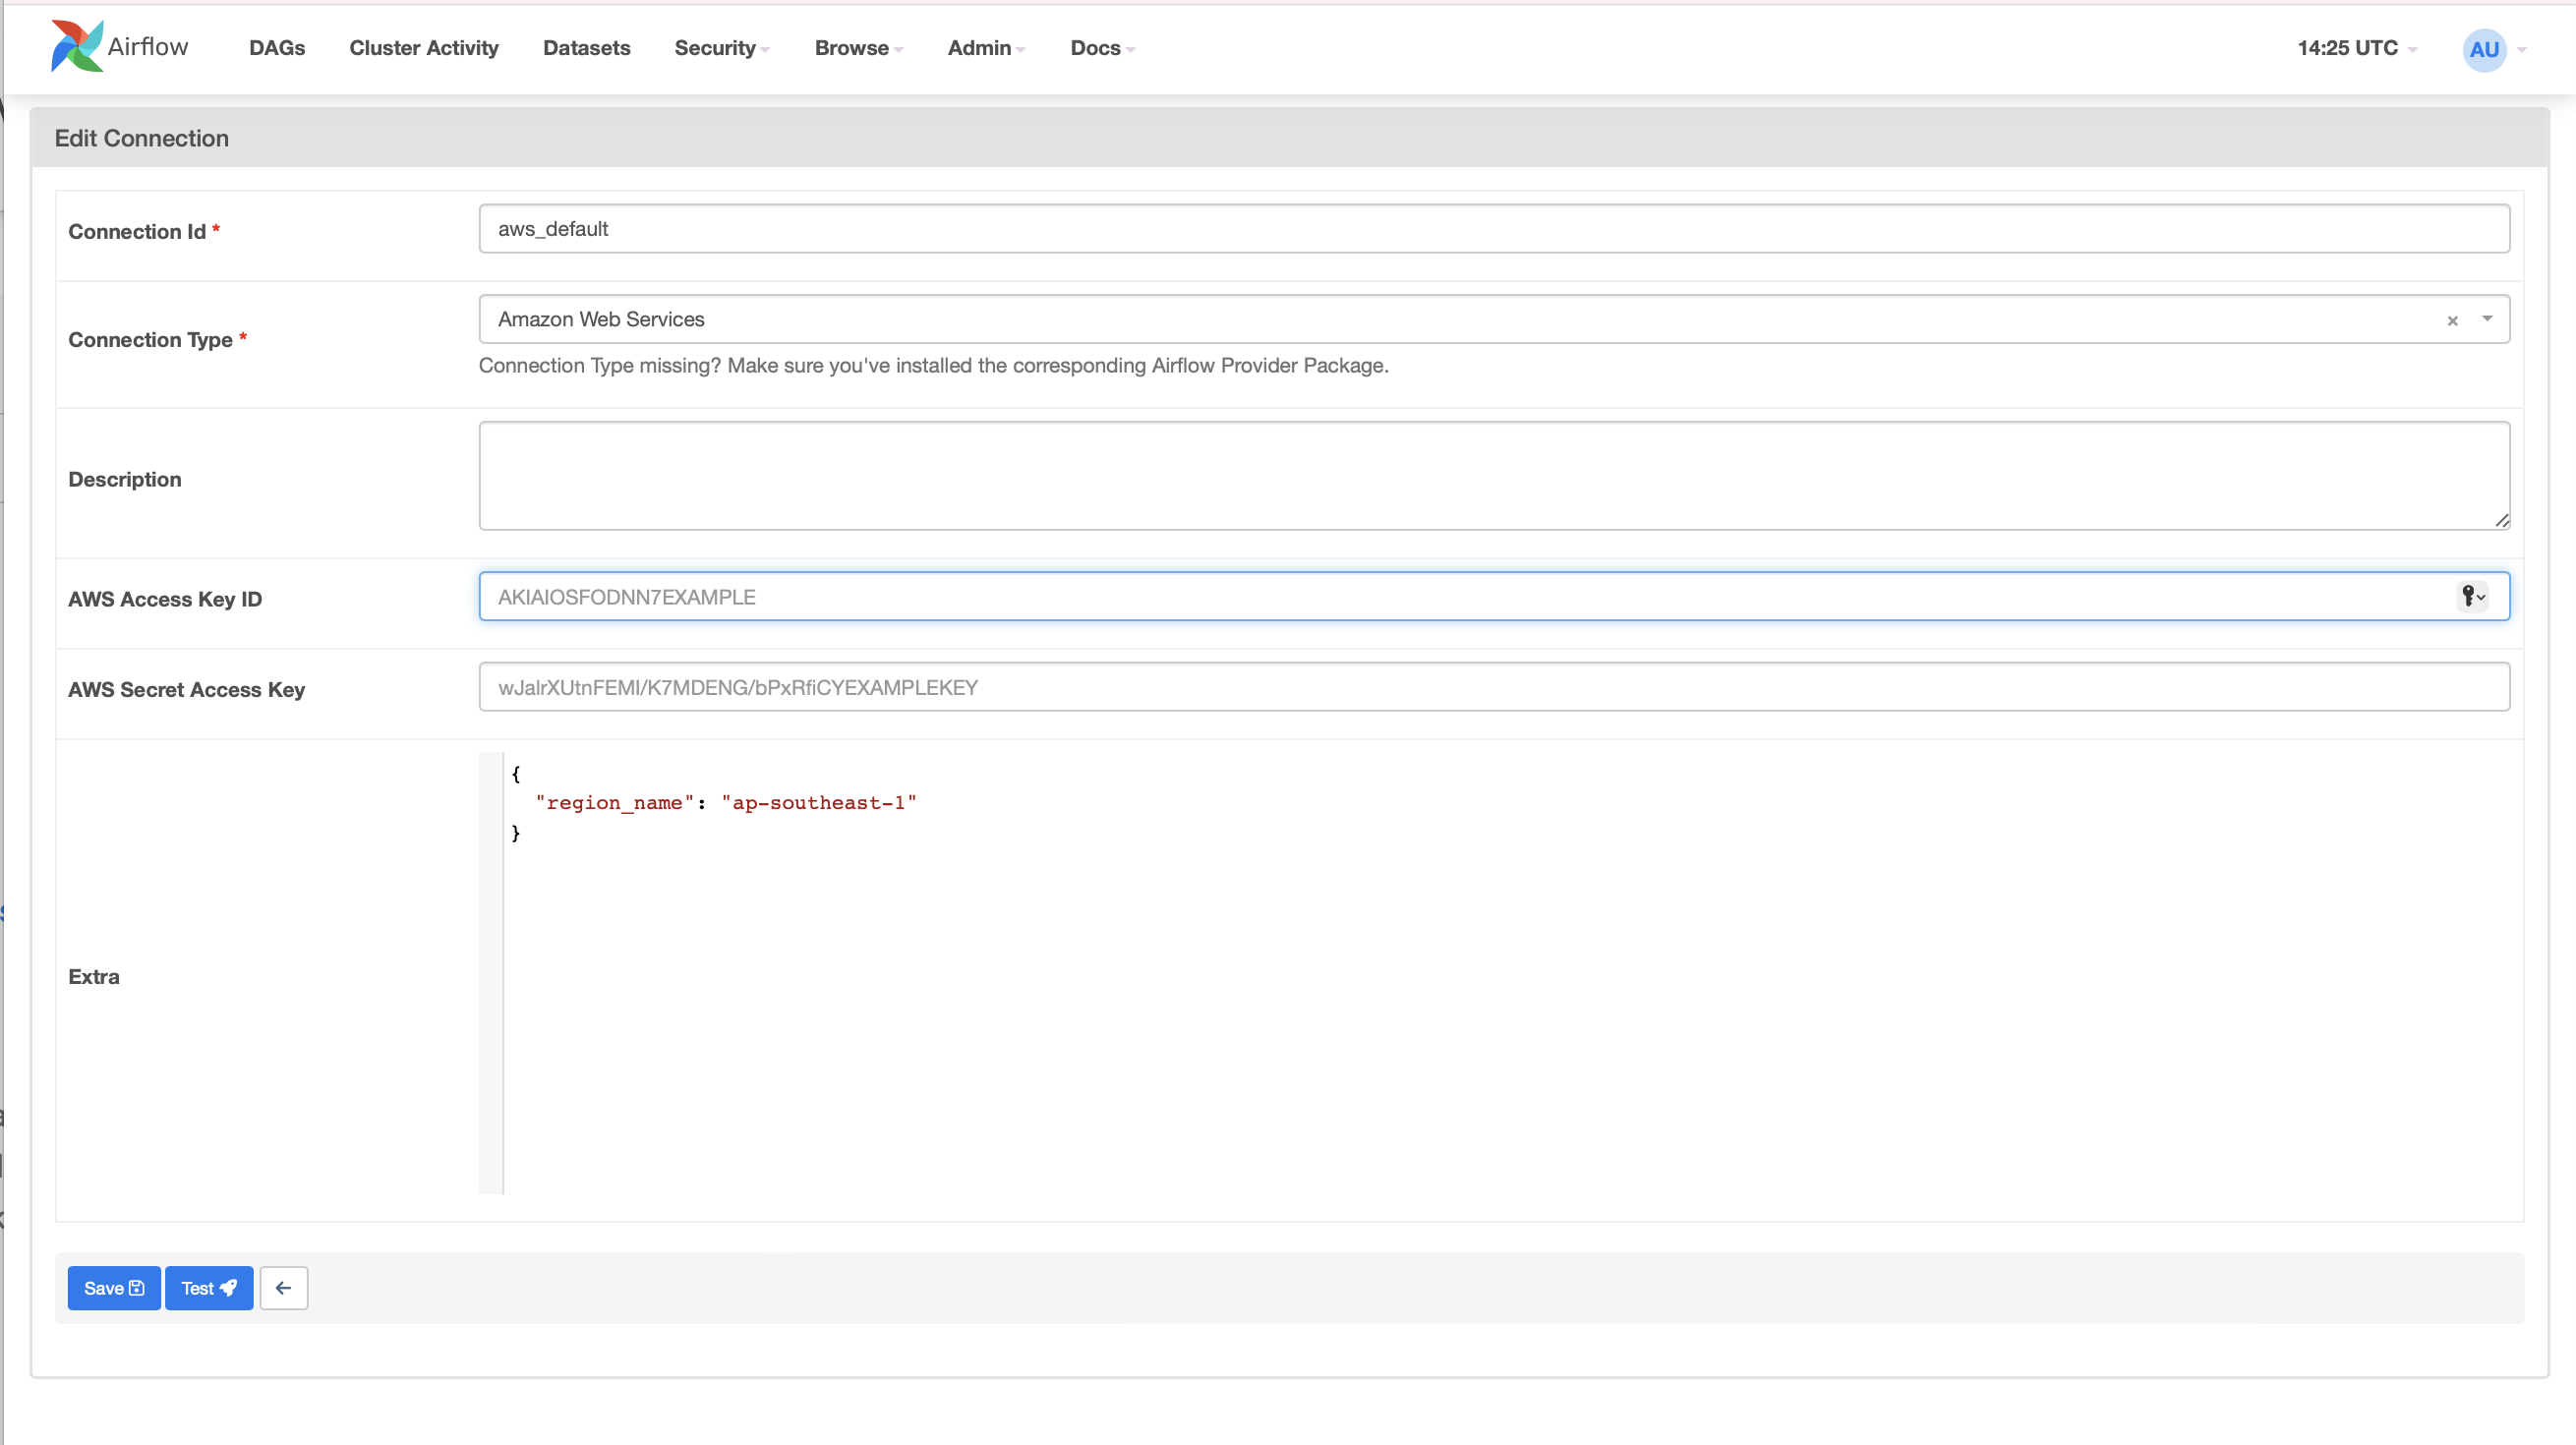 Airflow DAGs Cluster Activity Datasets Security Browse Admin Docs 14:25 UTC AU
Edit Connection
Connection Id * aws_default
Connection Type * Amazon Web Services
Connection Type missing? Make sure you've installed the corresponding Airflow Provider Package.
Description
AWS Access Key ID AKIAIOSFODNN7EXAMPLE
AWS Secret Access Key wJalrXUtnFEMI/K7MDENG/bPxRfiCYEXAMPLEKEY
{
"region_name": "ap-southeast-1"
}
Extra
Save Test